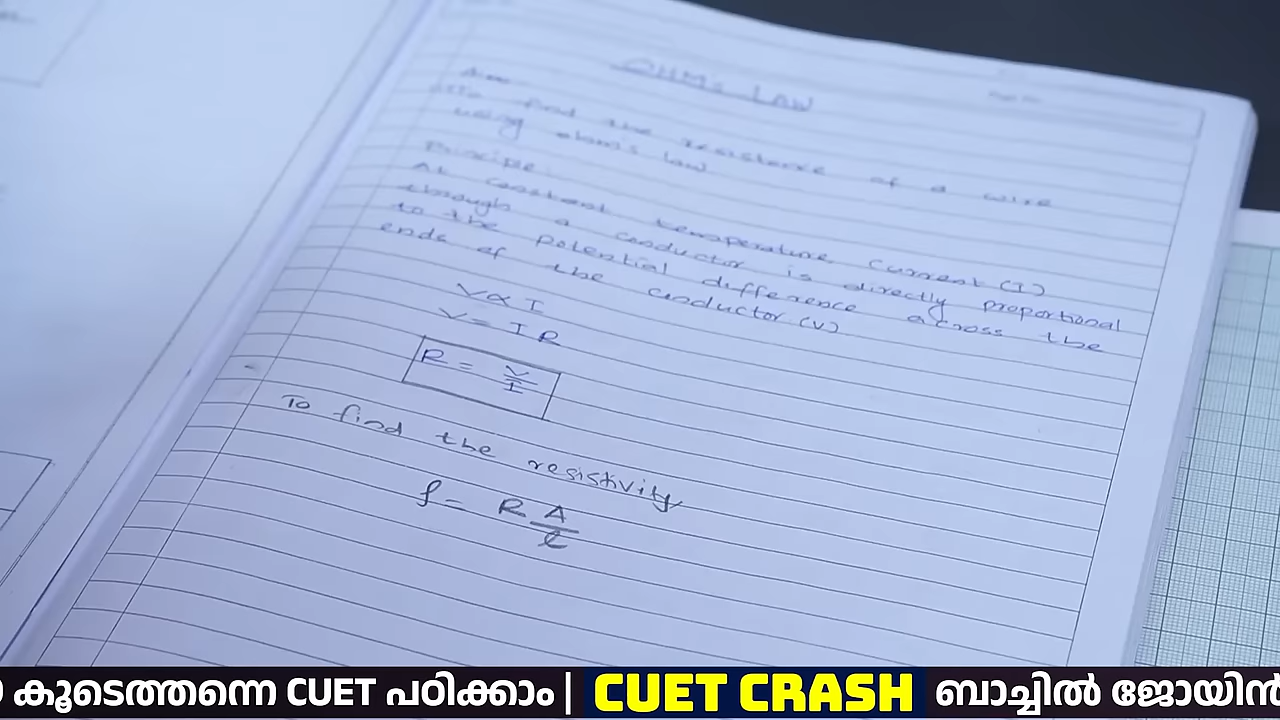 OHM's LAW
Aim
To find the resistance of a wire
using ohm's law
Principle
At constant temperature current (I)
through a conductor is directly proportional
to the potential difference across the
ends of the conductor (V)
V ∝ I
V = I R
R = V/I
To find the resistivity
ρ = R A/l
കൂടെത്തന്നെ CUET പഠിക്കാം | CUET CRASH ബാച്ചിൽ ജോയിൻ